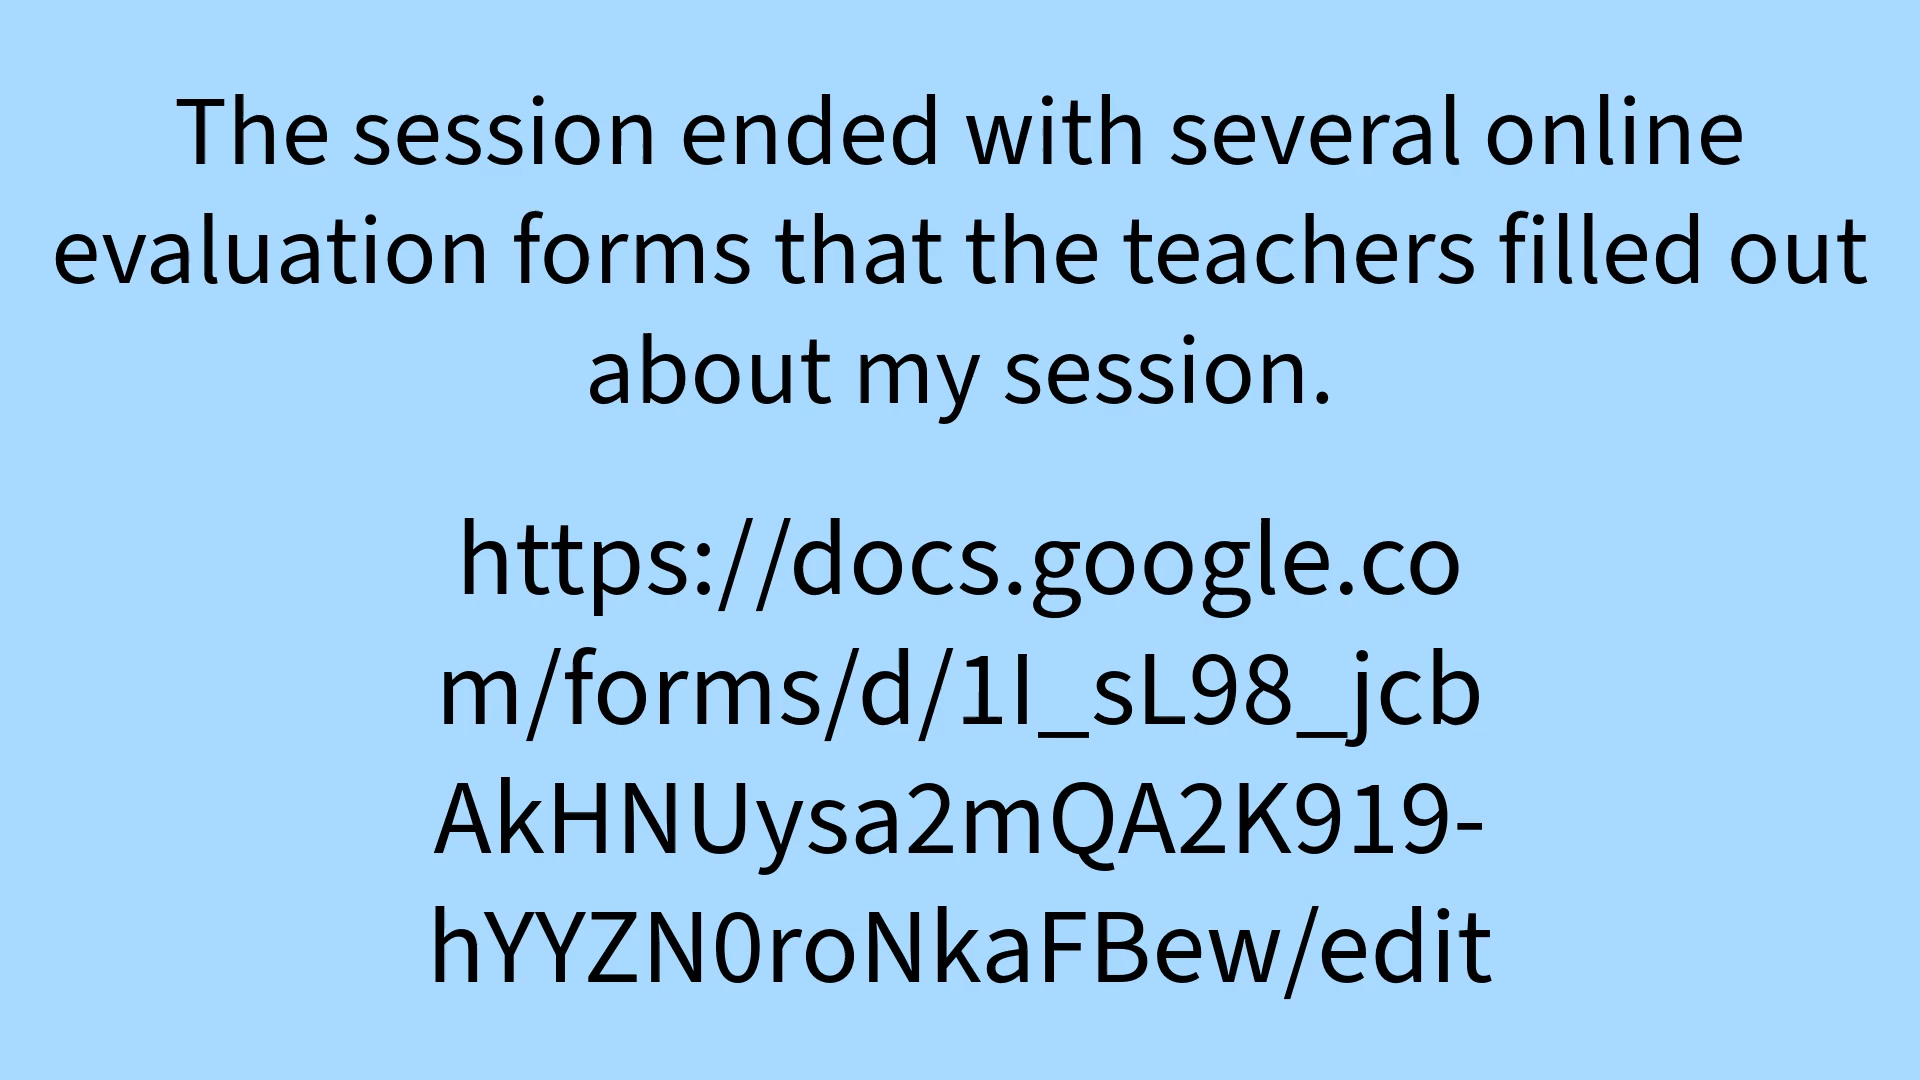 The session ended with several online
evaluation forms that the teachers filled out
about my session.
https://docs.google.co
m/forms/d/1I_sL98_jcb
AkHNUysa2mQA2K919-
hYYZN0roNkaFBew/edit